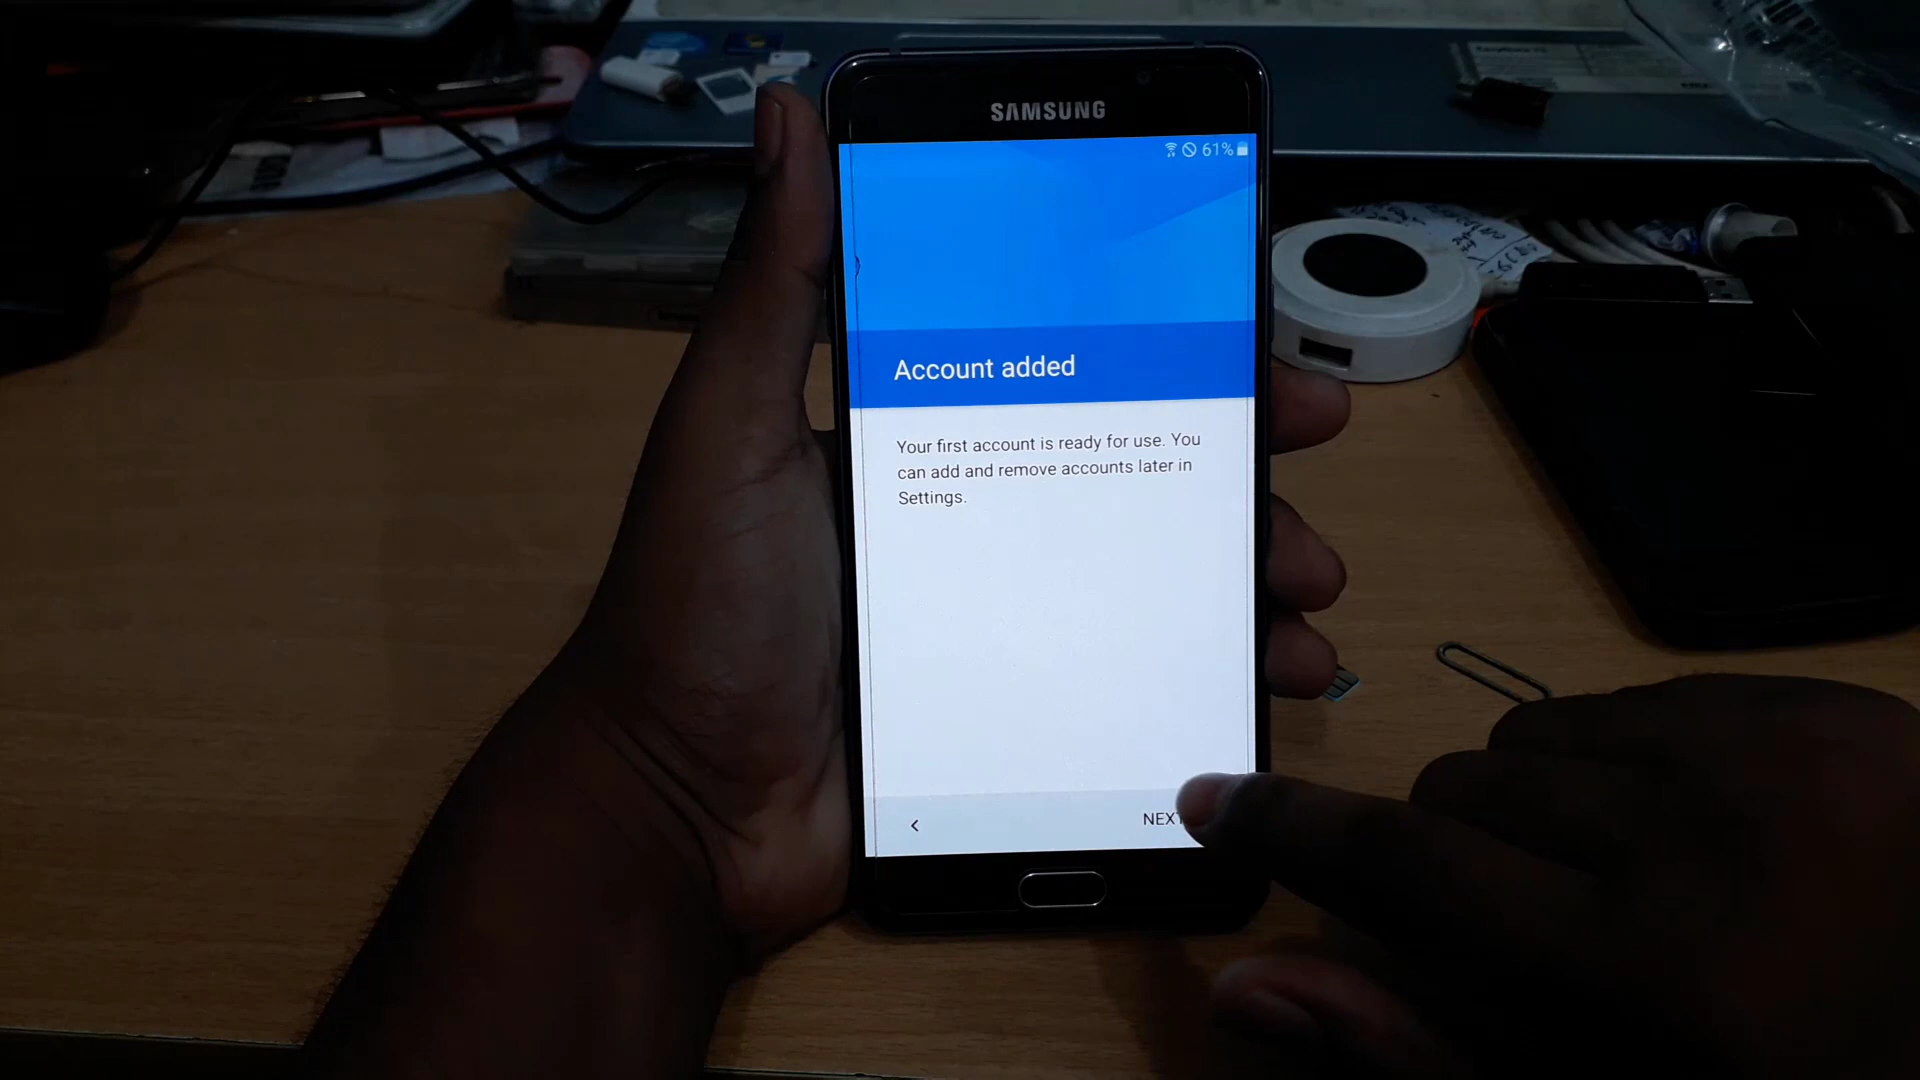 SAMSUNG
61%
Account added
Your first account is ready for use. You
can add and remove accounts later in
Settings.
NEXT